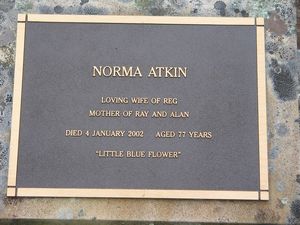 NORMA ATKIN
LOVING WIFE OF REG
MOTHER OF RAY AND ALAN
DIED 4 JANUARY 2002 AGED 77 YEARS
"LITTLE BLUE FLOWER"